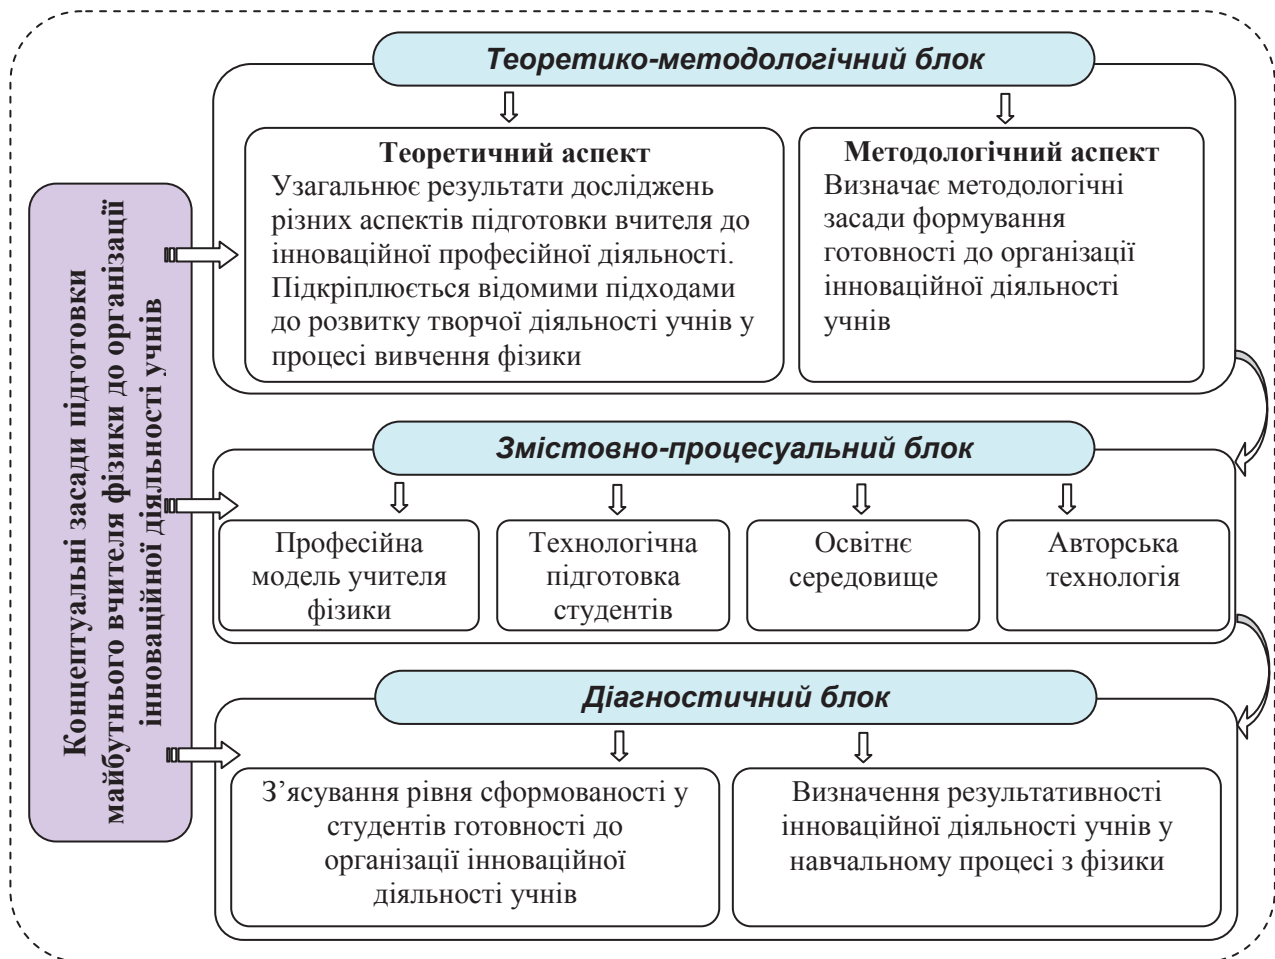 Теоретико-методологічний блок
Теоретичний аспект
Узагальнює результати досліджень
різних аспектів підготовки вчителя до
інноваційної професійної діяльності.
Підкріплюється відомими підходами
до розвитку творчої діяльності учнів у
процесі вивчення фізики
Методологічний аспект
Визначає методологічні
засади формування
готовності до організації
інноваційної діяльності
учнів
Концептуальні засади підготовки
майбутнього вчителя фізики до організації
інноваційної діяльності учнів
Змістовно-процесуальний блок
Професійна
модель учителя
фізики
Технологічна
підготовка
студентів
Освітнє
середовище
Авторська
технологія
Діагностичний блок
З’ясування рівня сформованості у
студентів готовності до
організації інноваційної
діяльності учнів
Визначення результативності
інноваційної діяльності учнів у
навчальному процесі з фізики